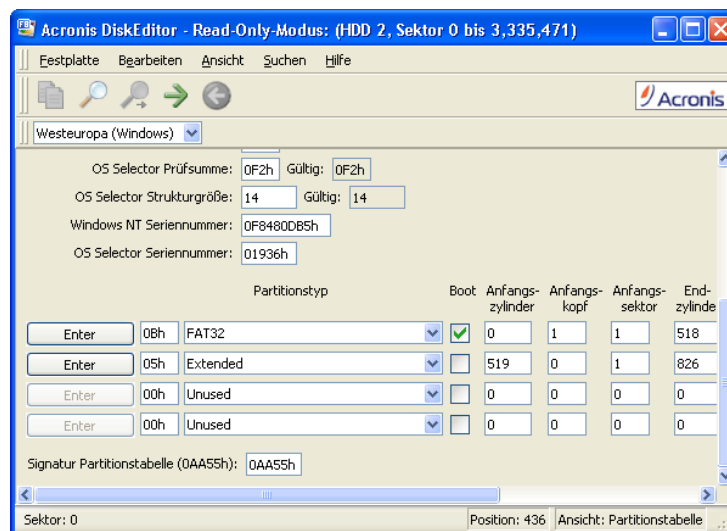 Acronis DiskEditor - Read-Only-Modus: (HDD 2, Sektor 0 bis 3,335,471)
Festplatte Bearbeiten Ansicht Suchen Hilfe
Acronis
Westeuropa (Windows)
OS Selector Prüfsumme: 0F2h Gültig: 0F2h
OS Selector Strukturgröße: 14 Gültig: 14
Windows NT Seriennummer: 0F8480DB5h
OS Selector Seriennummer: 01936h
Partitionstyp Boot Anfangs- Anfangs- Anfangs- End-
zylinder kopf sektor zylinde
Enter 0Bh FAT32 0 1 1 518
Enter 05h Extended 519 0 1 826
Enter 00h Unused 0 0 0 0
Enter 00h Unused 0 0 0 0
Signatur Partitionstabelle (0AA55h): 0AA55h
Sektor: 0 Position: 436 Ansicht: Partitionstabelle